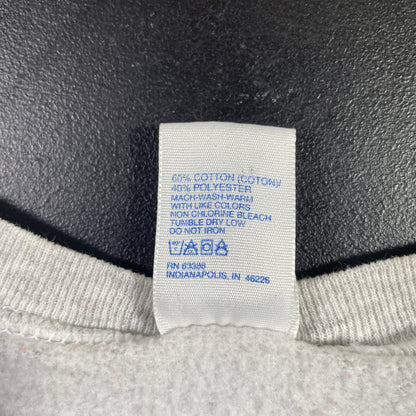 60% COTTON (COTON)/
40% POLYESTER
MACH-WASH-WARM
WITH LIKE COLORS
NON CHLORINE BLEACH
TUMBLE DRY LOW
DO NOT IRON
RN 63386
INDIANAPOLIS, IN 46226